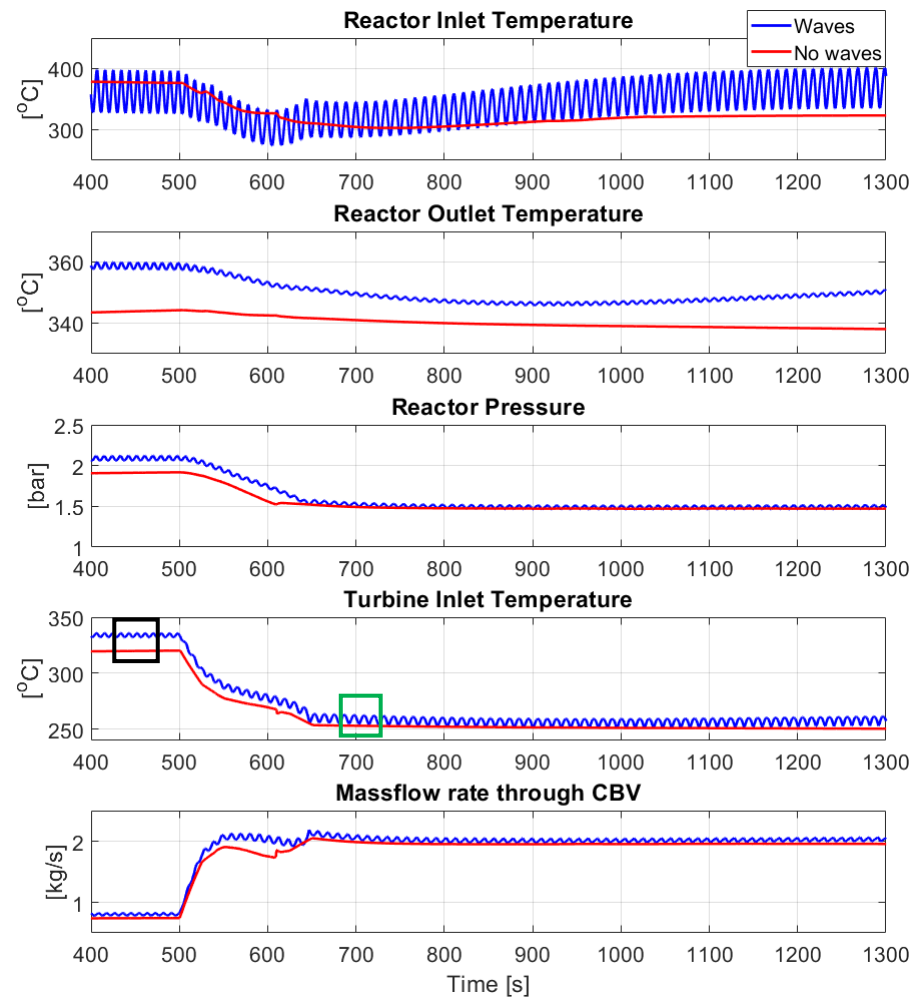 Reactor Inlet Temperature
Waves
No waves
[°C]
400
300
400 500 600 700 800 900 1000 1100 1200 1300
Reactor Outlet Temperature
[°C]
360
340
400 500 600 700 800 900 1000 1100 1200 1300
Reactor Pressure
[bar]
2.5
2
1.5
1
400 500 600 700 800 900 1000 1100 1200 1300
Turbine Inlet Temperature
[°C]
350
300
250
400 500 600 700 800 900 1000 1100 1200 1300
Massflow rate through CBV
[kg/s]
2
1
400 500 600 700 800 900 1000 1100 1200 1300
Time [s]